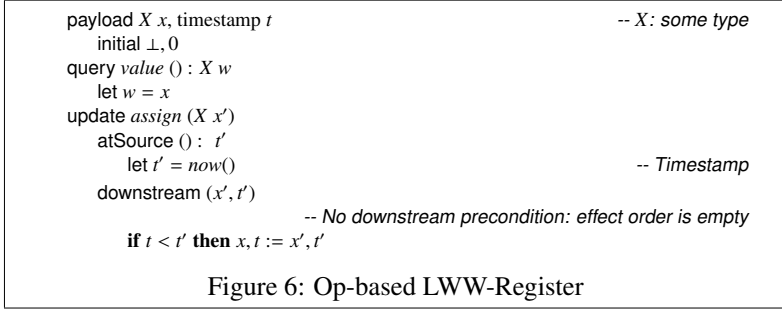 payload X x, timestamp t -- X: some type
initial ⊥, 0
query value () : X w
let w = x
update assign (X x′)
atSource () : t′
let t′ = now() -- Timestamp
downstream (x′, t′)
-- No downstream precondition: effect order is empty
if t < t′ then x, t := x′, t′
Figure 6: Op-based LWW-Register